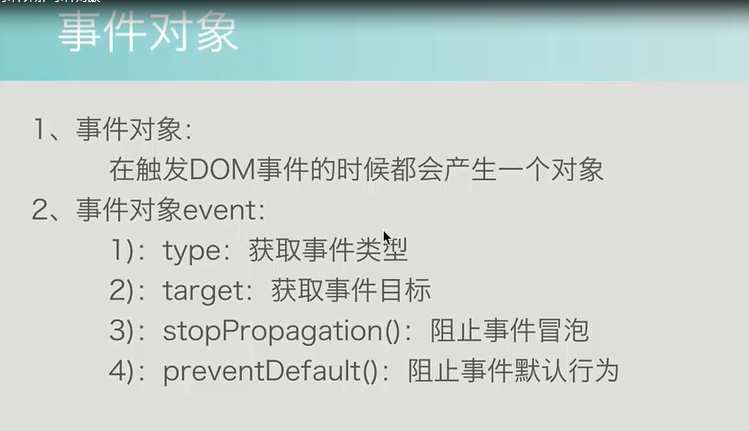 事件对象
1、事件对象：
在触发DOM事件的时候都会产生一个对象
2、事件对象event：
1)：type：获取事件类型
2)：target：获取事件目标
3)：stopPropagation()：阻止事件冒泡
4)：preventDefault()：阻止事件默认行为